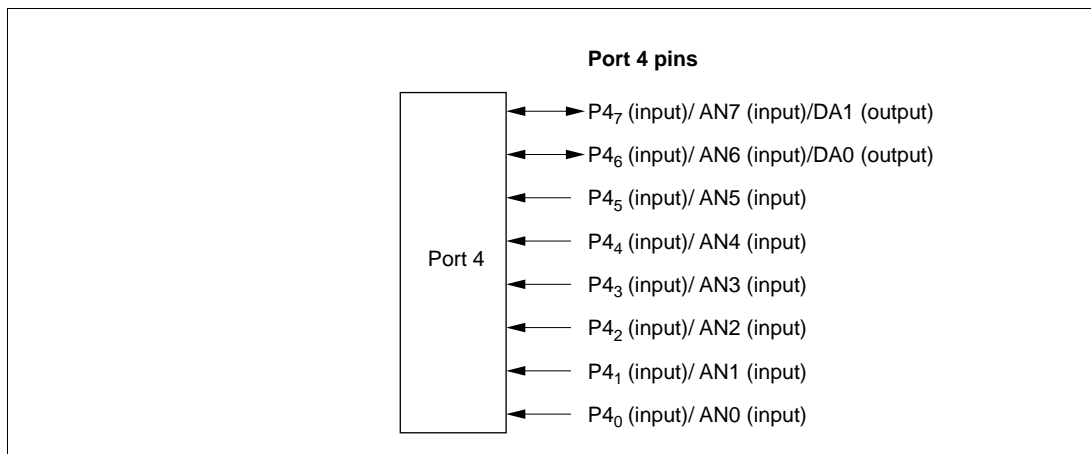 Port 4 pins
P4₇ (input)/ AN7 (input)/DA1 (output)
P4₆ (input)/ AN6 (input)/DA0 (output)
P4₅ (input)/ AN5 (input)
P4₄ (input)/ AN4 (input)
Port 4
P4₃ (input)/ AN3 (input)
P4₂ (input)/ AN2 (input)
P4₁ (input)/ AN1 (input)
P4₀ (input)/ AN0 (input)